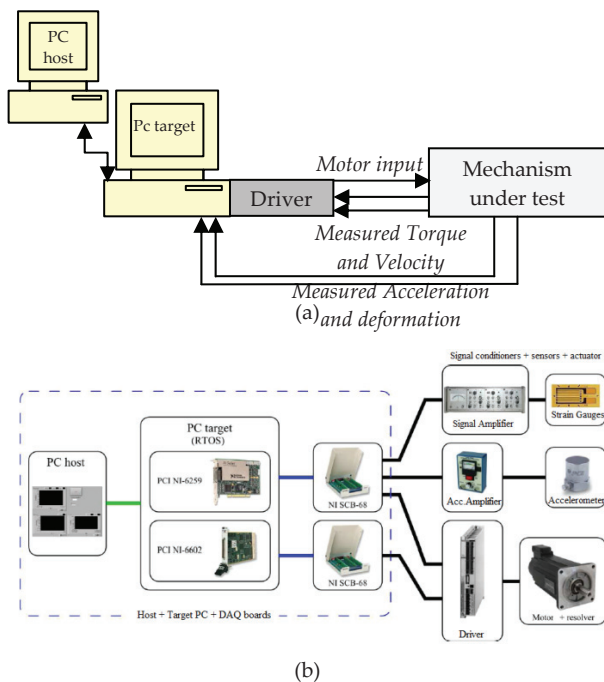 PC
host
Pc target
Motor input
Driver
Mechanism
under test
Measured Torque
and Velocity
Measured Acceleration
(a)
and deformation
Signal conditioners + sensors + actuator
Signal Amplifier
Strain Gauges
PC target
(RTOS)
PC host
PCI NI-6259
NI SCB-68
Acc.Amplifier
Accelerometer
PCI NI-6602
NI SCB-68
Host + Target PC + DAQ boards
Driver
Motor + resolver
(b)